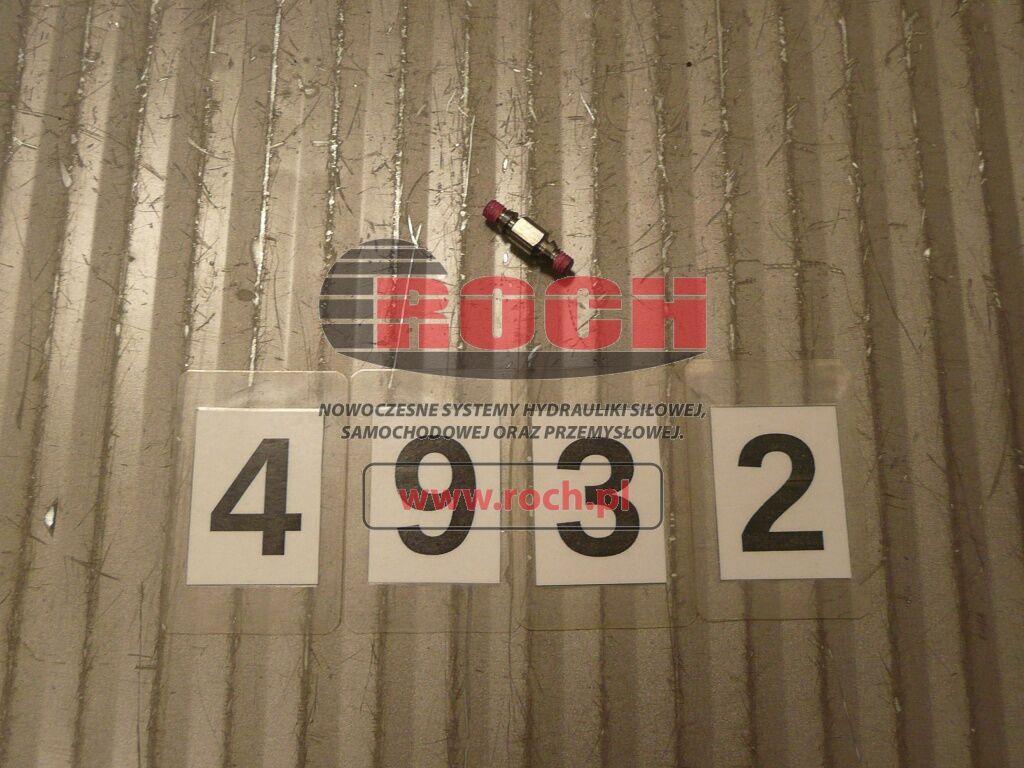 ROCH
NOWOCZESNE SYSTEMY HYDRAULIKI SIŁOWEJ,
SAMOCHODOWEJ ORAZ PRZEMYSŁOWEJ.
www.roch.pl
4 9 3 2